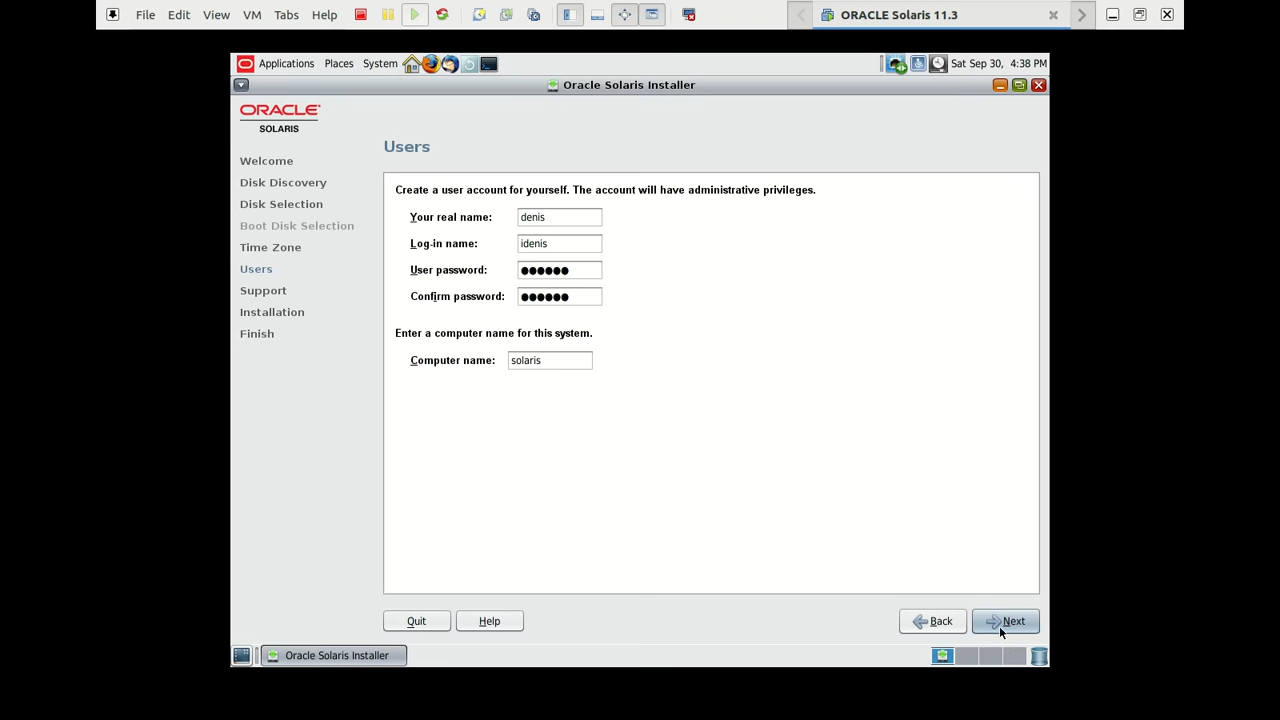 File Edit View VM Tabs Help
ORACLE Solaris 11.3
Applications Places System
Sat Sep 30, 4:38 PM
Oracle Solaris Installer
ORACLE
SOLARIS
Welcome
Disk Discovery
Disk Selection
Boot Disk Selection
Time Zone
Users
Support
Installation
Finish
Users
Create a user account for yourself. The account will have administrative privileges.
Your real name: denis
Log-in name: idenis
User password: ●●●●●●
Confirm password: ●●●●●●
Enter a computer name for this system.
Computer name: solaris
Quit Help Back Next
Oracle Solaris Installer